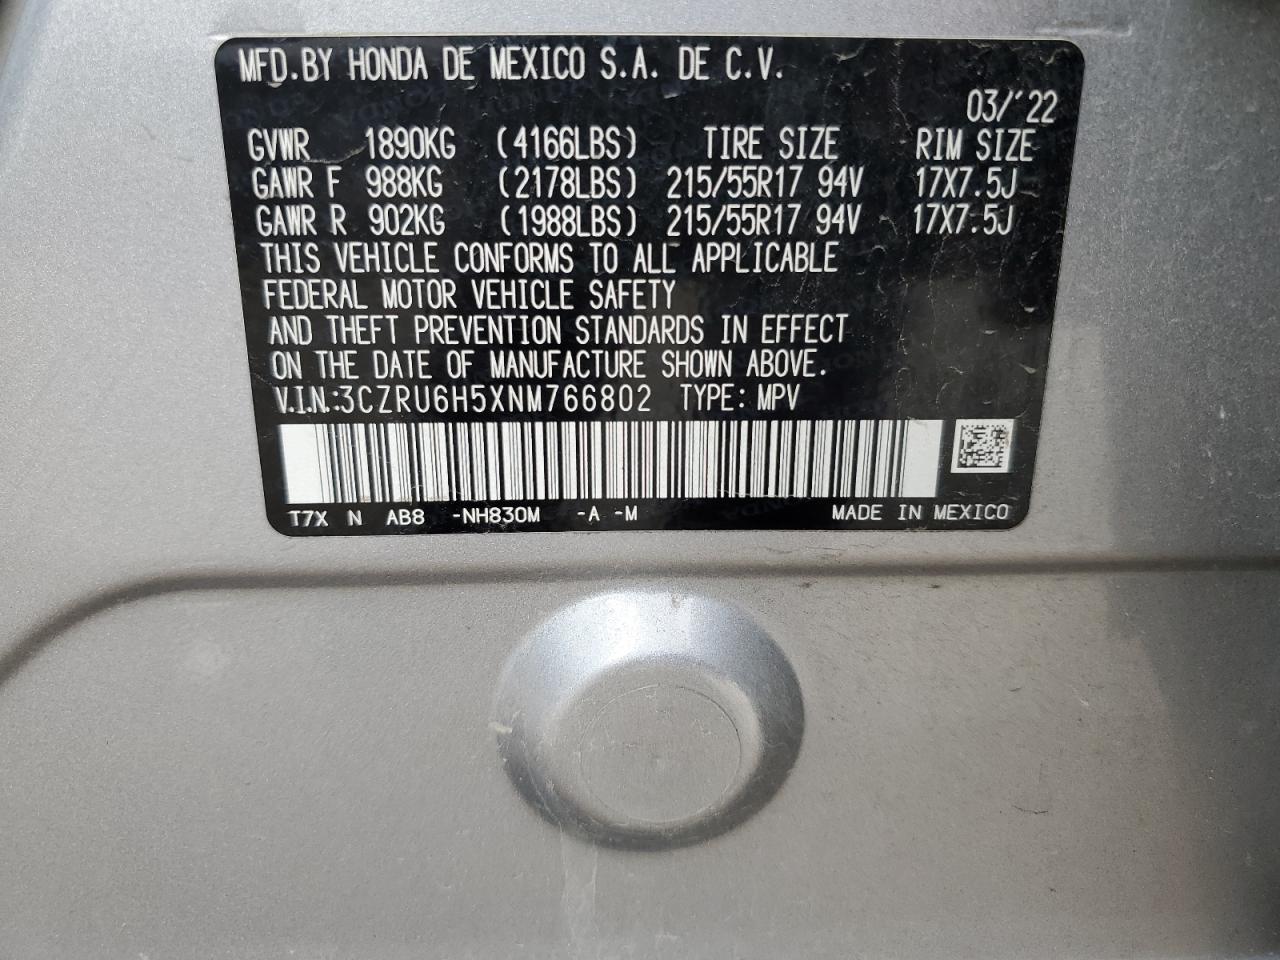 MFD.BY HONDA DE MEXICO S.A. DE C.V.
03/'22
GVWR 1890KG (4166LBS) TIRE SIZE RIM SIZE
GAWR F 988KG (2178LBS) 215/55R17 94V 17X7.5J
GAWR R 902KG (1988LBS) 215/55R17 94V 17X7.5J
THIS VEHICLE CONFORMS TO ALL APPLICABLE
FEDERAL MOTOR VEHICLE SAFETY
AND THEFT PREVENTION STANDARDS IN EFFECT
ON THE DATE OF MANUFACTURE SHOWN ABOVE.
V.I.N.:3CZRU6H5XNM766802 TYPE: MPV
T7X N AB8 -NH830M -A -M MADE IN MEXICO